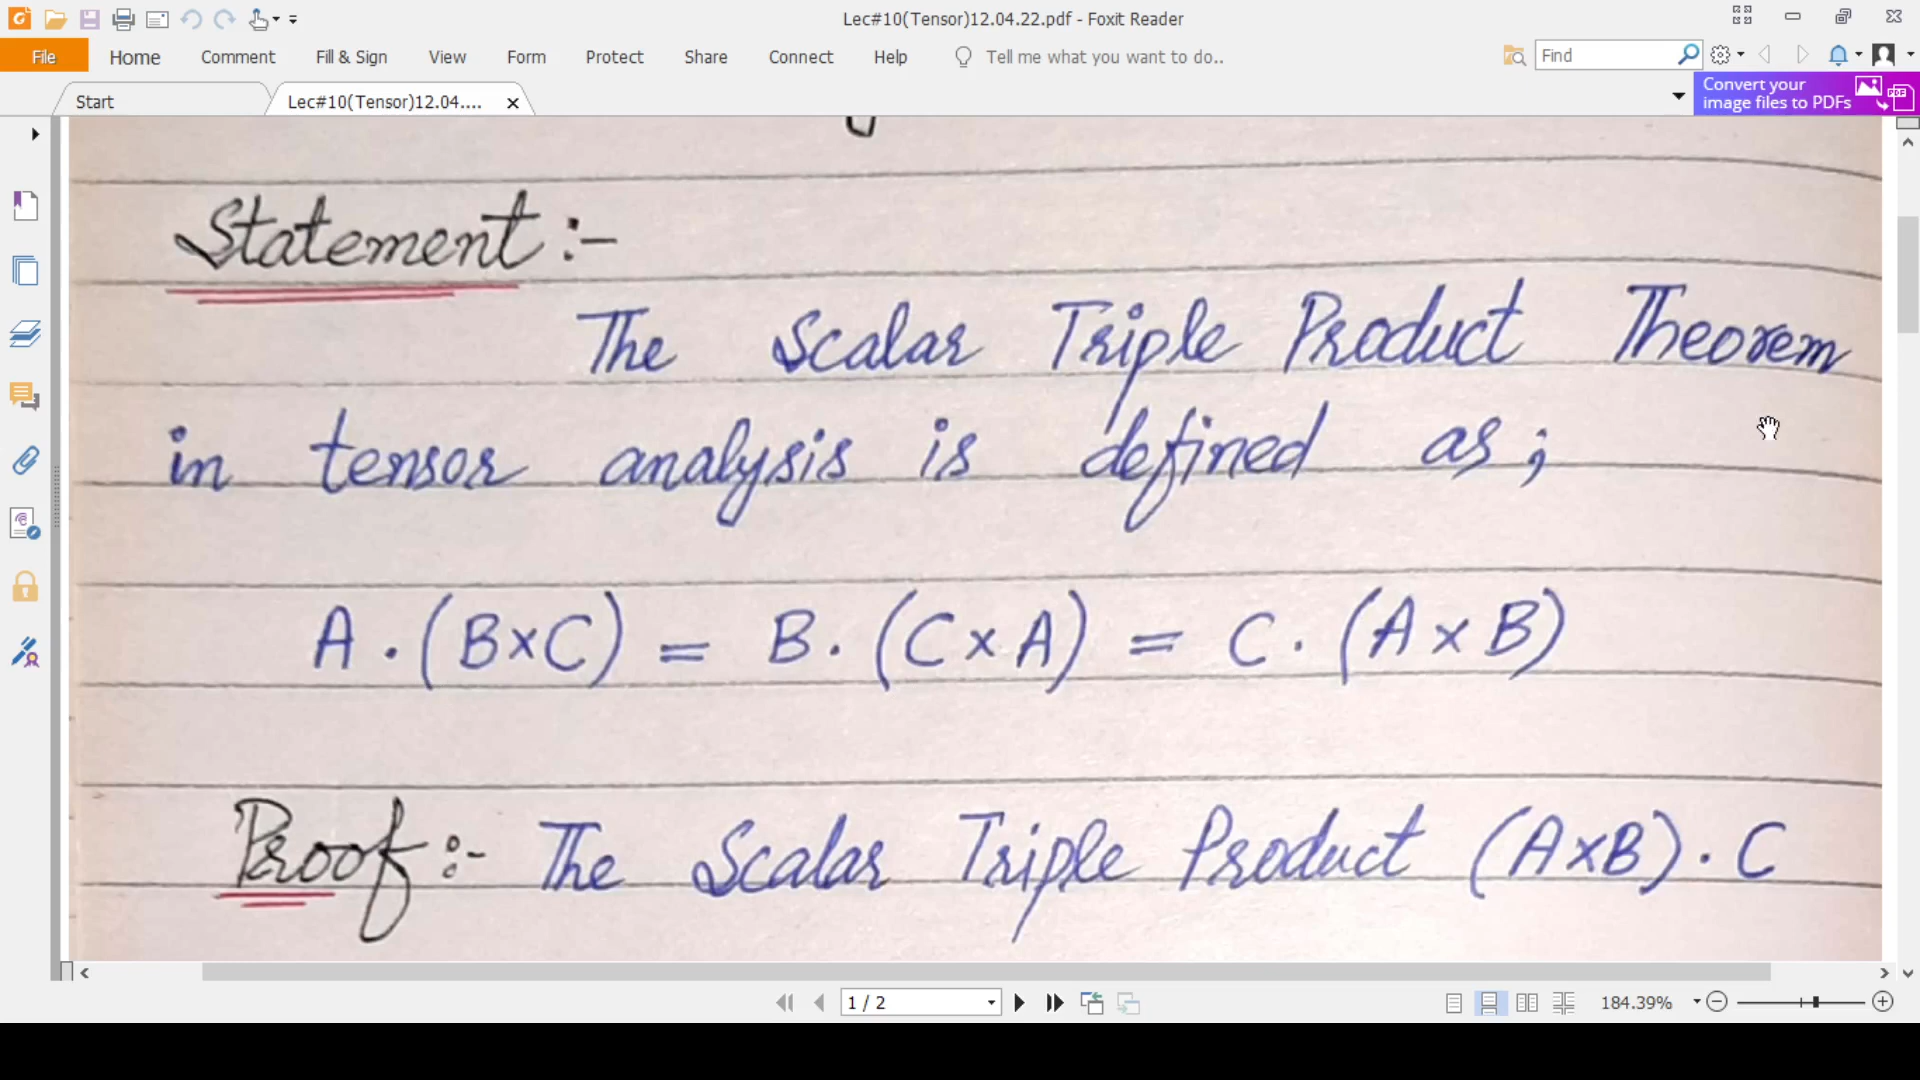 Lec#10(Tensor)12.04.22.pdf - Foxit Reader
File Home Comment Fill & Sign View Form Protect Share Connect Help Tell me what you want to do.. Find
Start Lec#10(Tensor)12.04....
Convert your
image files to PDFs
Statement :-
The Scalar Triple Product Theorem
in tensor analysis is defined as;
A . (B×C) = B . (C×A) = C . (A×B)
Proof :- The Scalar Triple Product (A×B) . C
1 / 2 184.39%